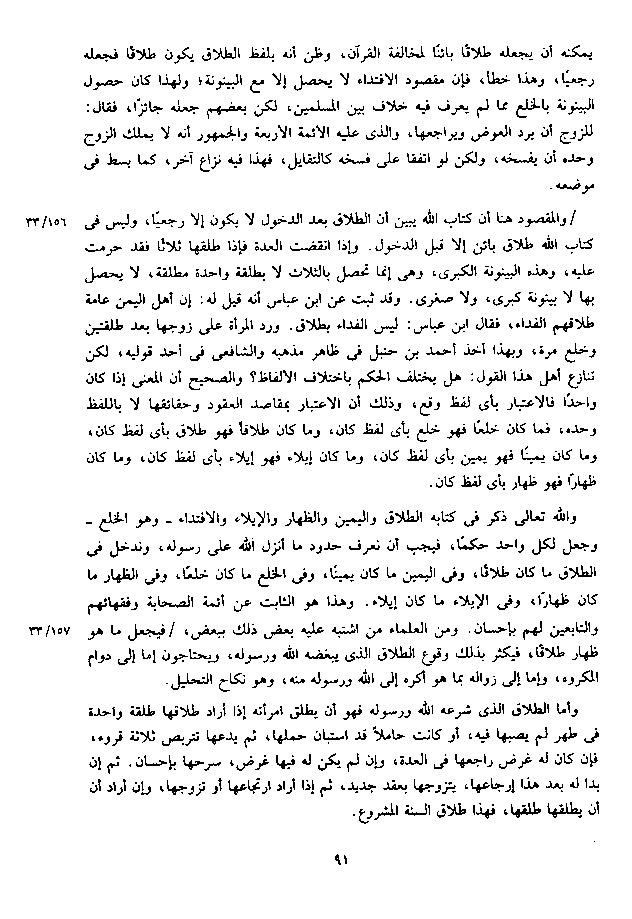 يمكنه أن يجعله طلاقًا بائنًا لمخالفة القرآن، وظن أنه بلفظ الطلاق يكون طلاقًا فجعله
رجعيًا، وهذا خطأ، فإن مقصود الافتداء لا يحصل إلا مع البينونة؛ ولهذا كان حصول
البينونة بالخلع مما لم يعرف فيه خلاف بين المسلمين، لكن بعضهم جعله جائزًا، فقال:
للزوج أن يرد العوض ويراجعها، والذى عليه الأئمة الأربعة والجمهور أنه لا يملك الزوج
وحده أن يفسخه، ولكن لو اتفقا على فسخه كالتقايل، فهذا فيه نزاع آخر، كما بسط فى
موضعه.
٣٣/١٥٦ /والمقصود هنا أن كتاب الله يبين أن الطلاق بعد الدخول لا يكون إلا رجعيًا، وليس فى
كتاب الله طلاق بائن إلا قبل الدخول. وإذا انقضت العدة فإذا طلقها ثلاثًا فقد حرمت
عليه، وهذه البينونة الكبرى، وهى إنما تحصل بالثلاث لا بطلقة واحدة مطلقة، لا يحصل
بها لا بينونة كبرى، ولا صغرى. وقد ثبت عن ابن عباس أنه قيل له: إن أهل اليمن عامة
طلاقهم الفداء، فقال ابن عباس: ليس الفداء بطلاق. ورد المرأة على زوجها بعد طلقتين
وخلع مرة، وبهذا أخذ أحمد بن حنبل فى ظاهر مذهبه والشافعى فى أحد قوليه، لكن
تنازع أهل هذا القول: هل يختلف الحكم باختلاف الألفاظ؟ والصحيح أن المعنى إذا كان
واحدًا فالاعتبار بأى لفظ وقع، وذلك أن الاعتبار بمقاصد العقود وحقائقها لا باللفظ
وحده، فما كان خلعًا فهو خلع بأى لفظ كان، وما كان طلاقًا فهو طلاق بأى لفظ كان،
وما كان يمينًا فهو يمين بأى لفظ كان، وما كان إيلاء فهو إيلاء بأى لفظ كان، وما كان
ظهارًا فهو ظهار بأى لفظ كان.
والله تعالى ذكر فى كتابه الطلاق واليمين والظهار والإيلاء والافتداء ـ وهو الخلع ـ
وجعل لكل واحد حكمًا، فيجب أن نعرف حدود ما أنزل الله على رسوله، وندخل فى
الطلاق ما كان طلاقًا، وفى اليمين ما كان يمينًا، وفى الخلع ما كان خلعًا، وفى الظهار ما
كان ظهارًا، وفى الإيلاء ما كان إيلاء. وهذا هو الثابت عن أئمة الصحابة وفقهائهم
٣٣/١٥٧ والتابعين لهم بإحسان. ومن العلماء من اشتبه عليه بعض ذلك ببعض، /فيجعل ما هو
ظهار طلاقًا، فيكثر بذلك وقوع الطلاق الذى يبغضه الله ورسوله، ويحتاجون إما إلى دوام
المكروه، وإما إلى زواله بما هو أكره إلى الله ورسوله منه، وهو نكاح التحليل.
وأما الطلاق الذى شرعه الله ورسوله فهو أن يطلق امرأته إذا أراد طلاقها طلقة واحدة
فى طهر لم يصبها فيه، أو كانت حاملاً قد استبان حملها، ثم يدعها تتربص ثلاثة قروء،
فإن كان له غرض راجعها فى العدة، وإن لم يكن له فيها غرض، سرحها بإحسان. ثم إن
بدا له بعد هذا إرجاعها، يتزوجها بعقد جديد، ثم إذا أراد ارتجاعها أو تزوجها، وإن أراد أن
أن يطلقها طلقها، فهذا طلاق السنة المشروع.
٩١